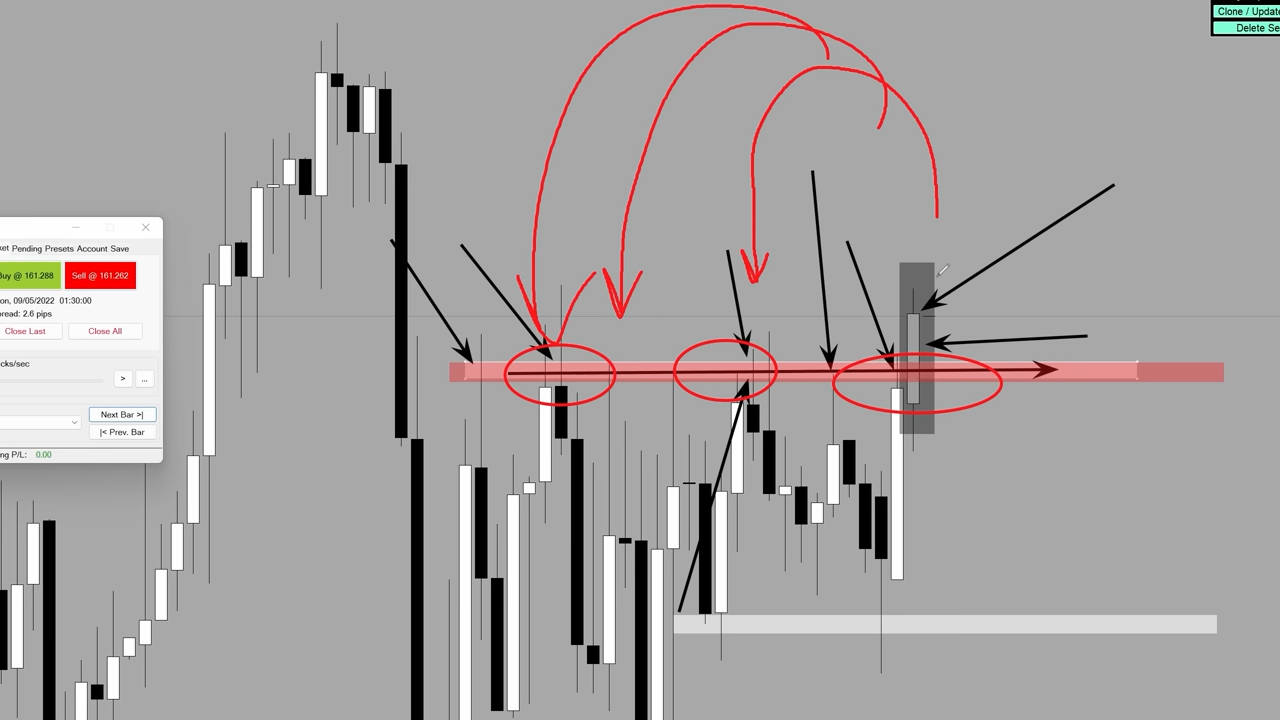 Clone / Update
Delete Se
ket Pending Presets Account Save
Buy @ 161.288 Sell @ 161.262
on, 09/05/2022 01:30:00
pread: 2.6 pips
Close Last Close All
cks/sec
> ...
Next Bar >|
|< Prev. Bar
ng P/L: 0.00